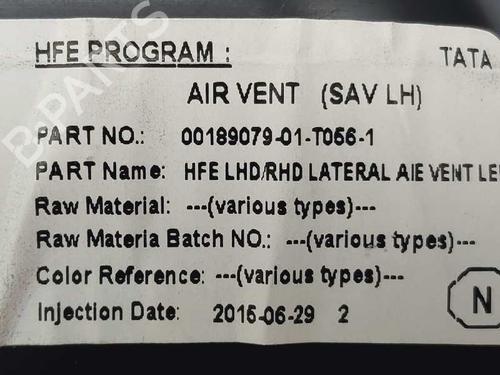 HFE PROGRAM : TATA
AIR VENT (SAV LH)
PART NO.: 00189079-01-T056-1
PART Name: HFE LHD/RHD LATERAL AIE VENT LE
Raw Material: ---(various types)---
Raw Materia Batch NO.: ---(various types)---
Color Reference: ---(various types)---
Injection Date: 2015-06-29 2
N
B-PARTS